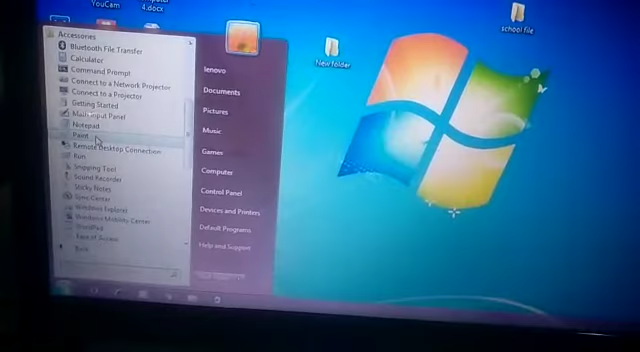 YouCam
4.docx
school file
New folder
Accessories
Bluetooth File Transfer
Calculator
Command Prompt
Connect to a Network Projector
Connect to a Projector
Getting Started
Math Input Panel
Notepad
Paint
Remote Desktop Connection
Run
Snipping Tool
Sound Recorder
Sticky Notes
Sync Center
Windows Explorer
Windows Mobility Center
WordPad
Ease of Access
Back
lenovo
Documents
Pictures
Music
Games
Computer
Control Panel
Devices and Printers
Default Programs
Help and Support